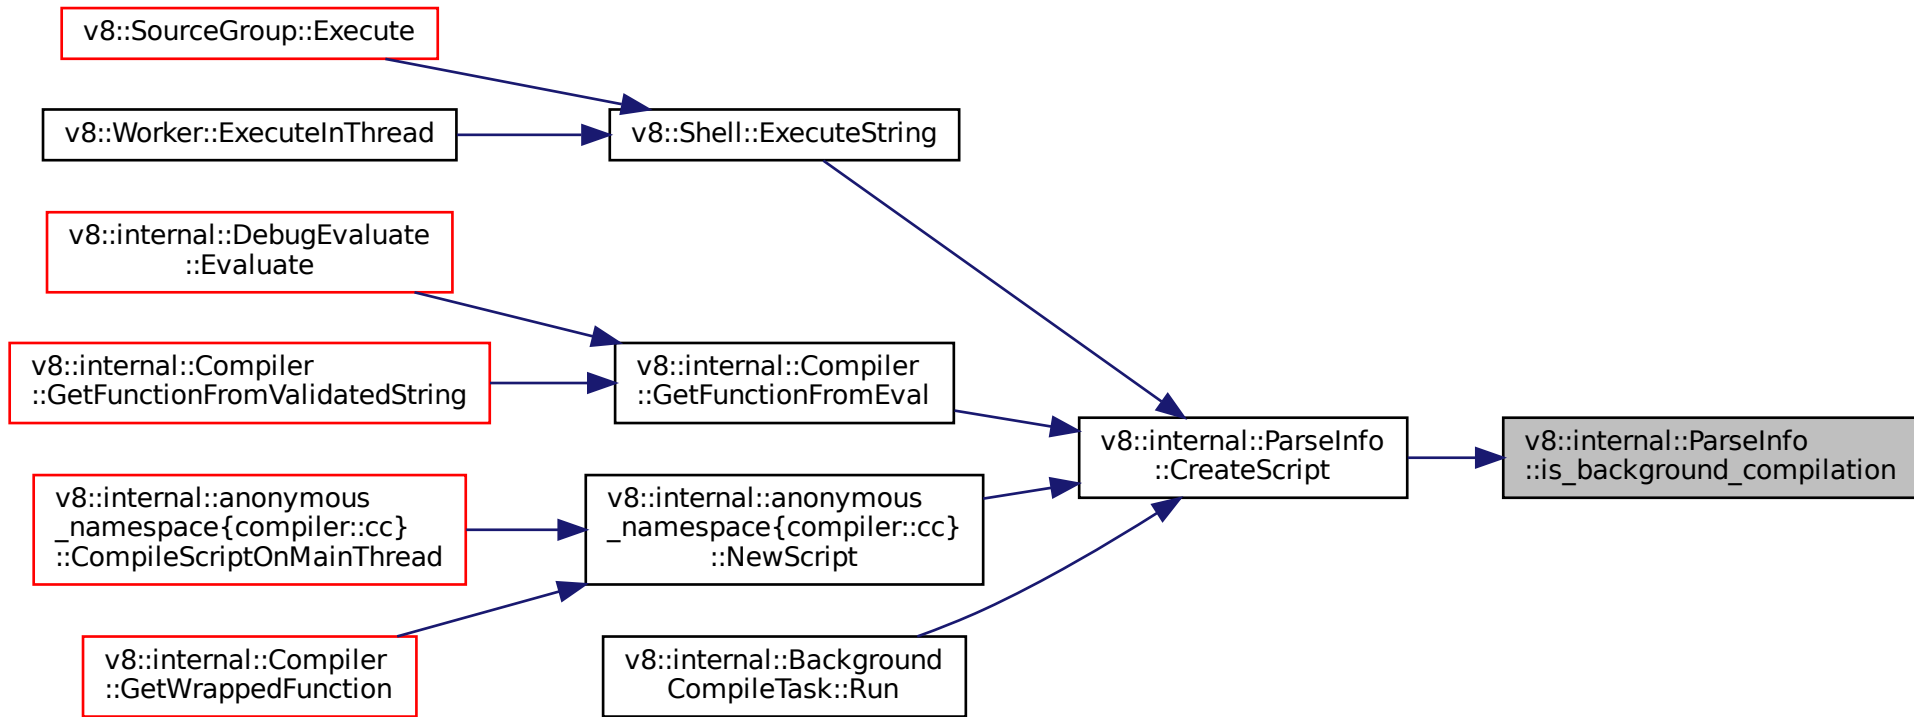 v8::SourceGroup::Execute
v8::Worker::ExecuteInThread
v8::Shell::ExecuteString
v8::internal::DebugEvaluate
::Evaluate
v8::internal::Compiler
::GetFunctionFromValidatedString
v8::internal::Compiler
::GetFunctionFromEval
v8::internal::ParseInfo
::CreateScript
v8::internal::ParseInfo
::is_background_compilation
v8::internal::anonymous
_namespace{compiler::cc}
::CompileScriptOnMainThread
v8::internal::anonymous
_namespace{compiler::cc}
::NewScript
v8::internal::Compiler
::GetWrappedFunction
v8::internal::Background
CompileTask::Run